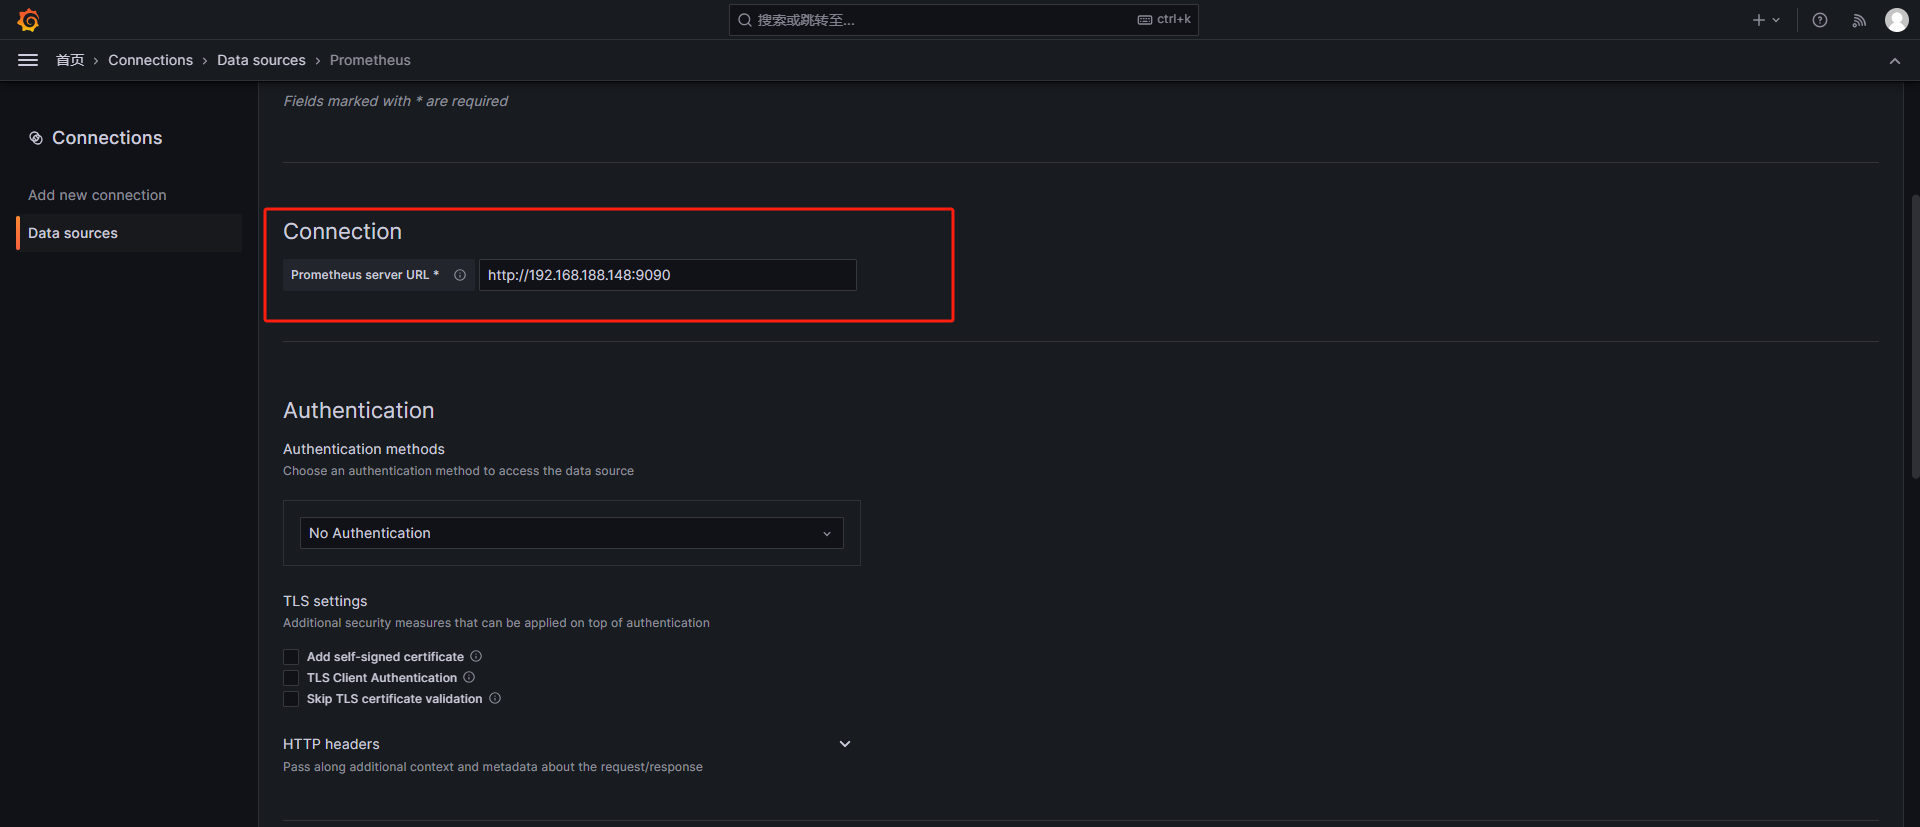 搜索或跳转至...
ctrl+k
首页 › Connections › Data sources › Prometheus
Connections
Add new connection
Data sources
Fields marked with * are required
Connection
Prometheus server URL *
http://192.168.188.148:9090
Authentication
Authentication methods
Choose an authentication method to access the data source
No Authentication
TLS settings
Additional security measures that can be applied on top of authentication
Add self-signed certificate
TLS Client Authentication
Skip TLS certificate validation
HTTP headers
Pass along additional context and metadata about the request/response